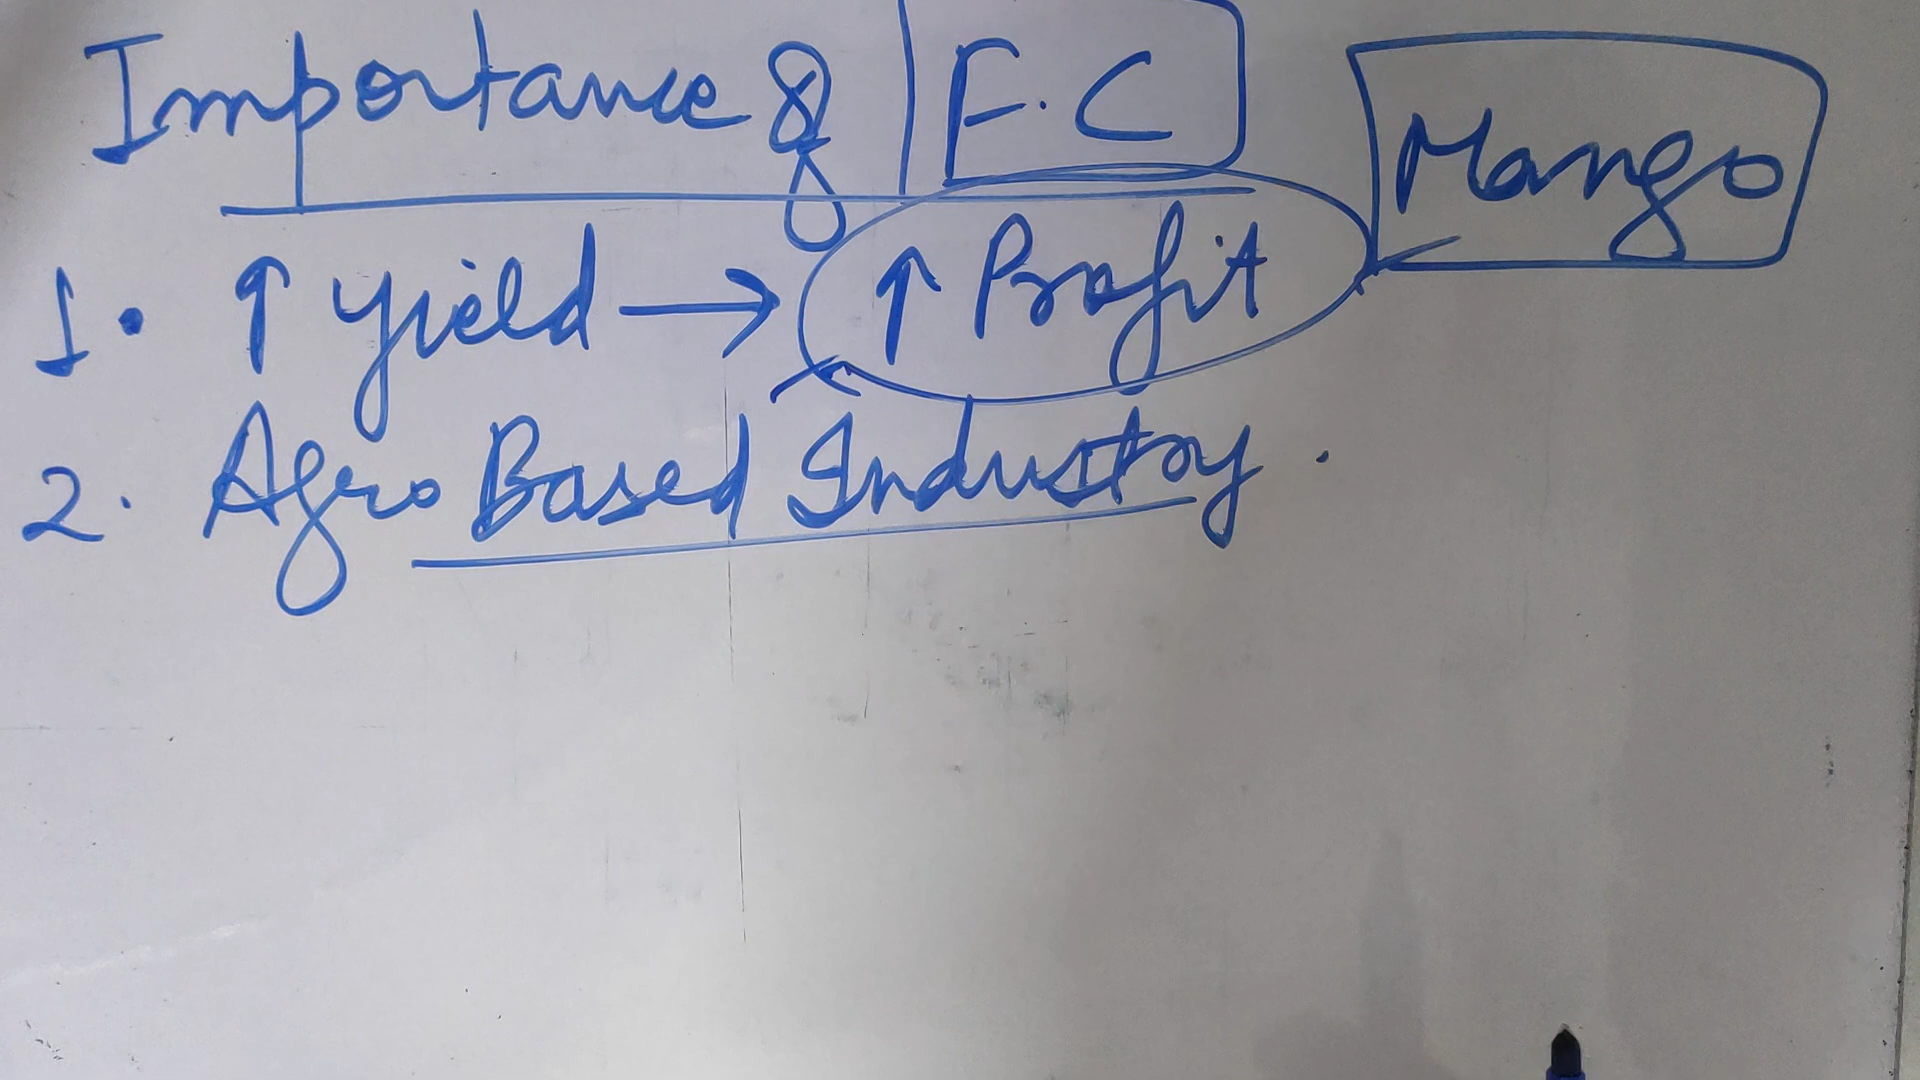 Importance of F.C
Mango
1. ↑ Yield → ↑ Profit
2. Agro Based Industry.